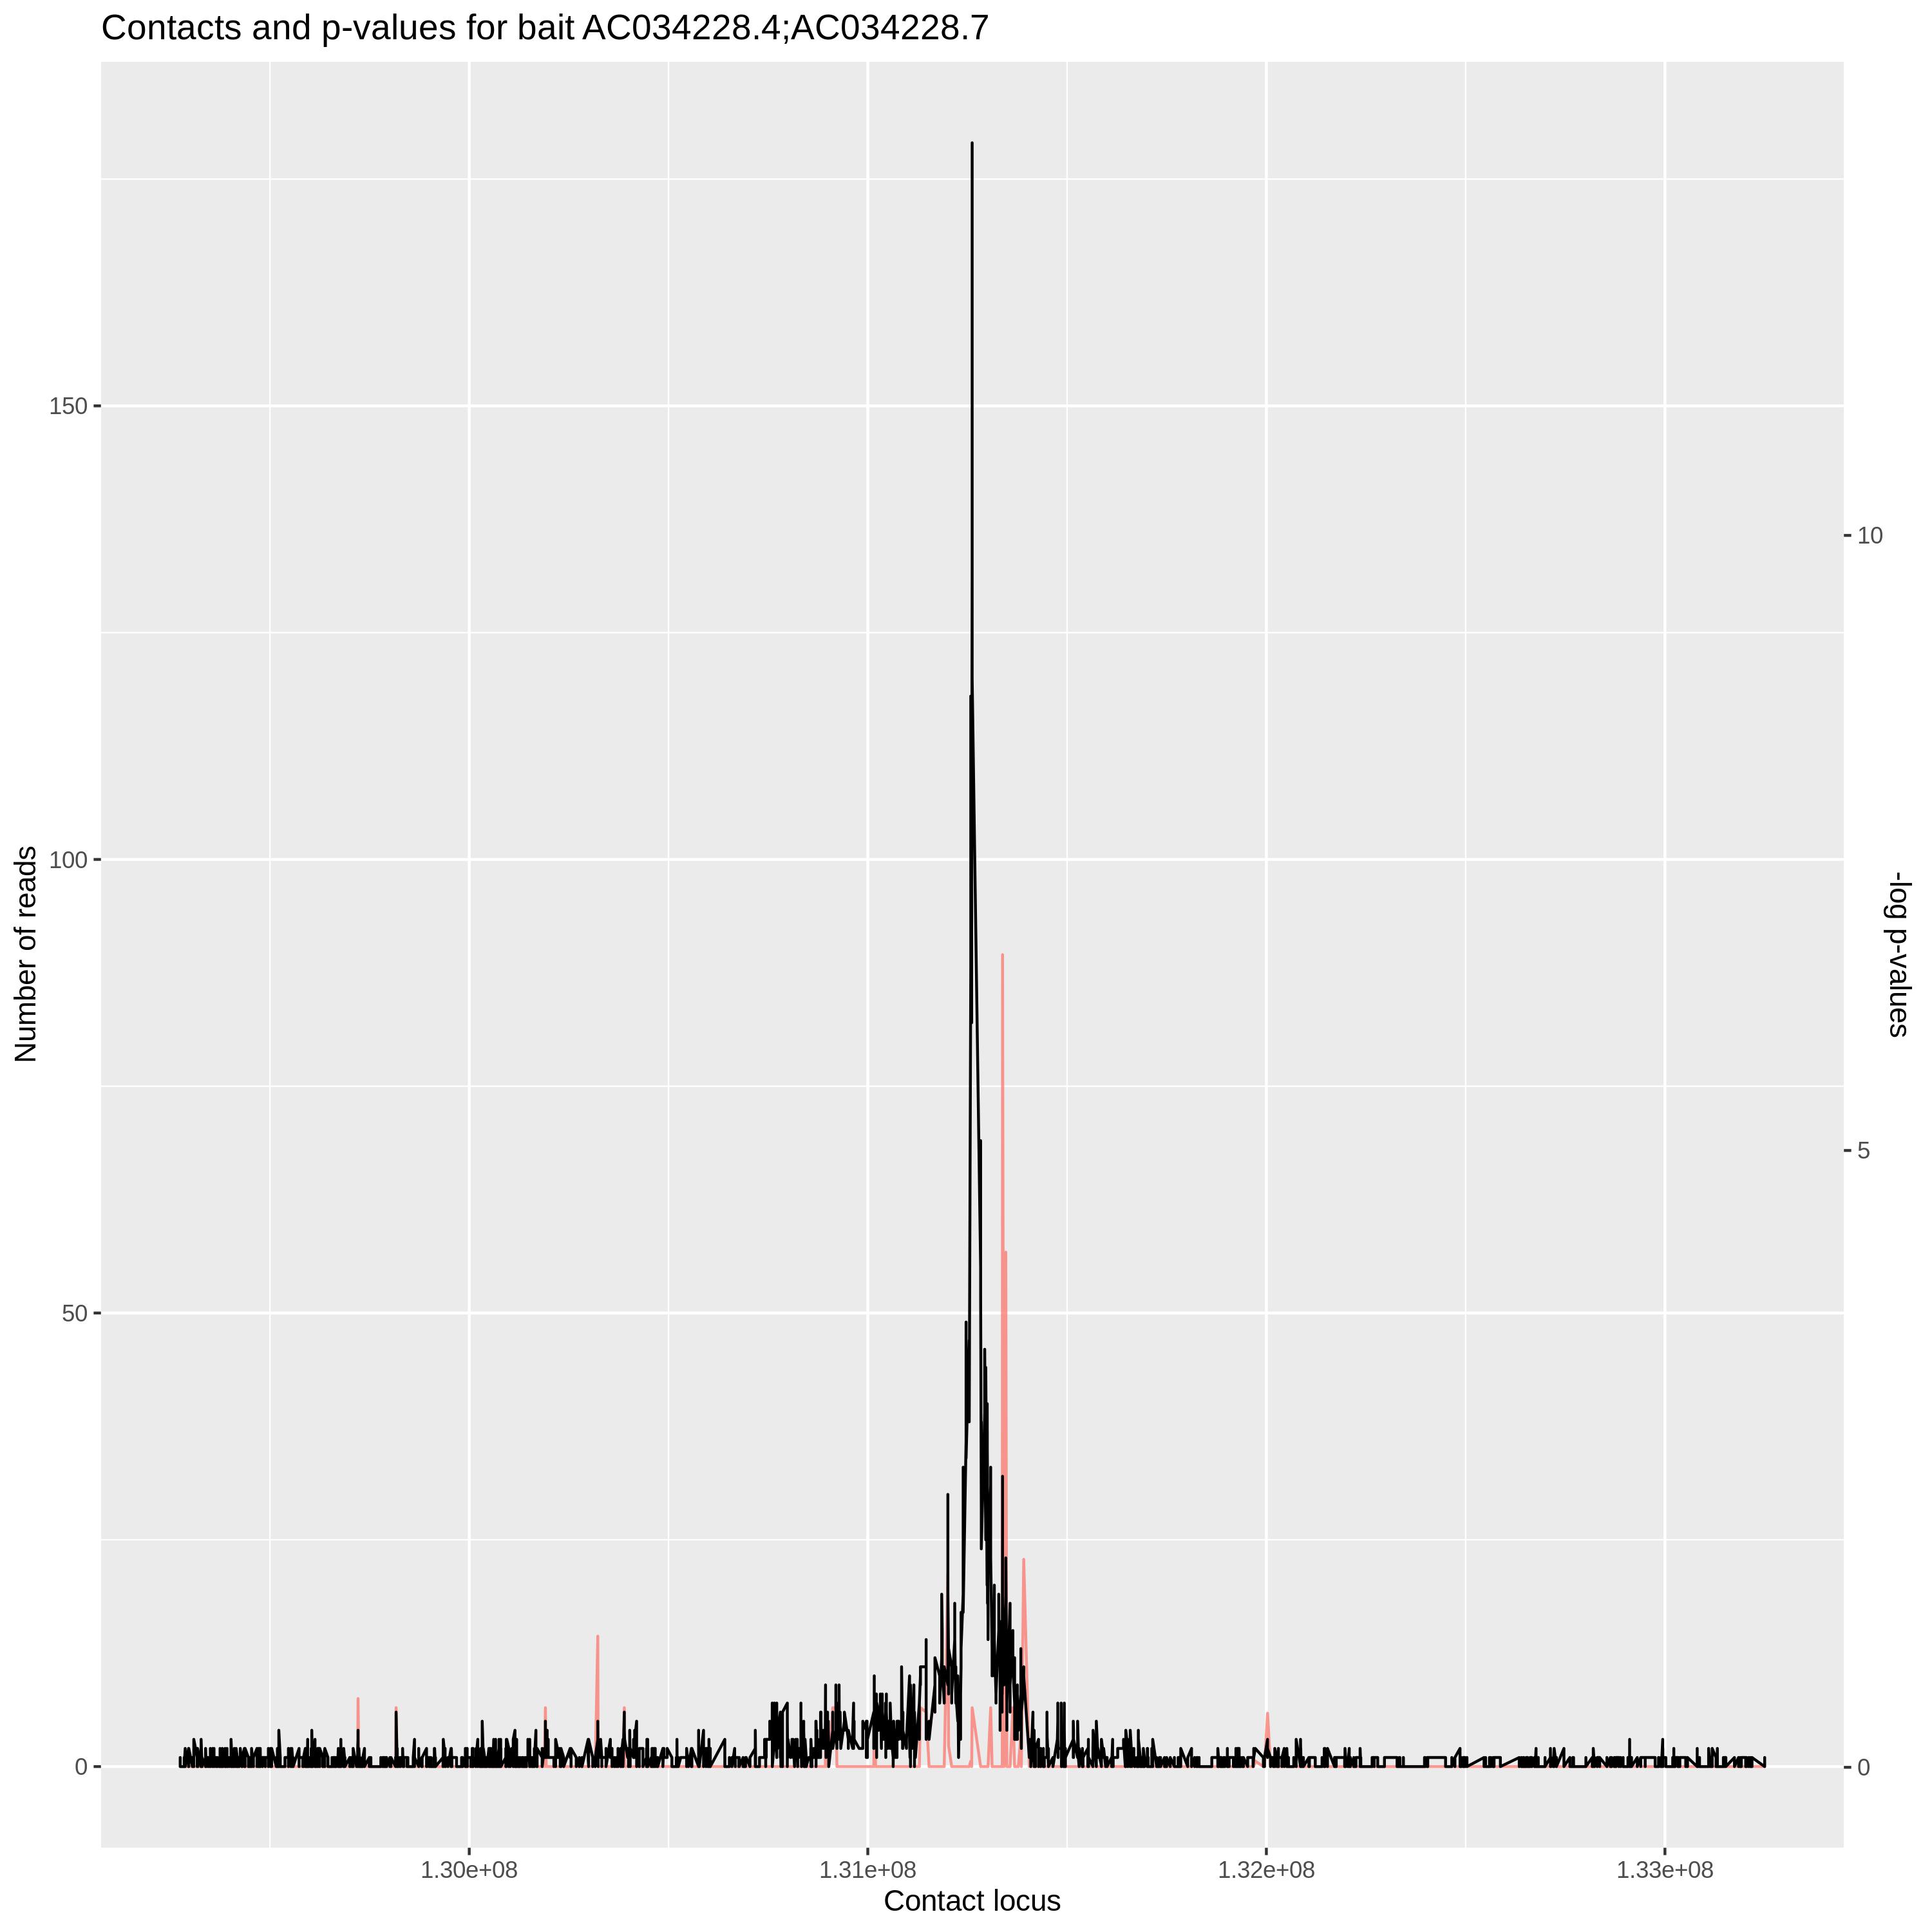 Contacts and p-values for bait AC034228.4;AC034228.7
Number of reads
150
100
50
0
10
5
0
-log p-values
1.30e+08
1.31e+08
1.32e+08
1.33e+08
Contact locus